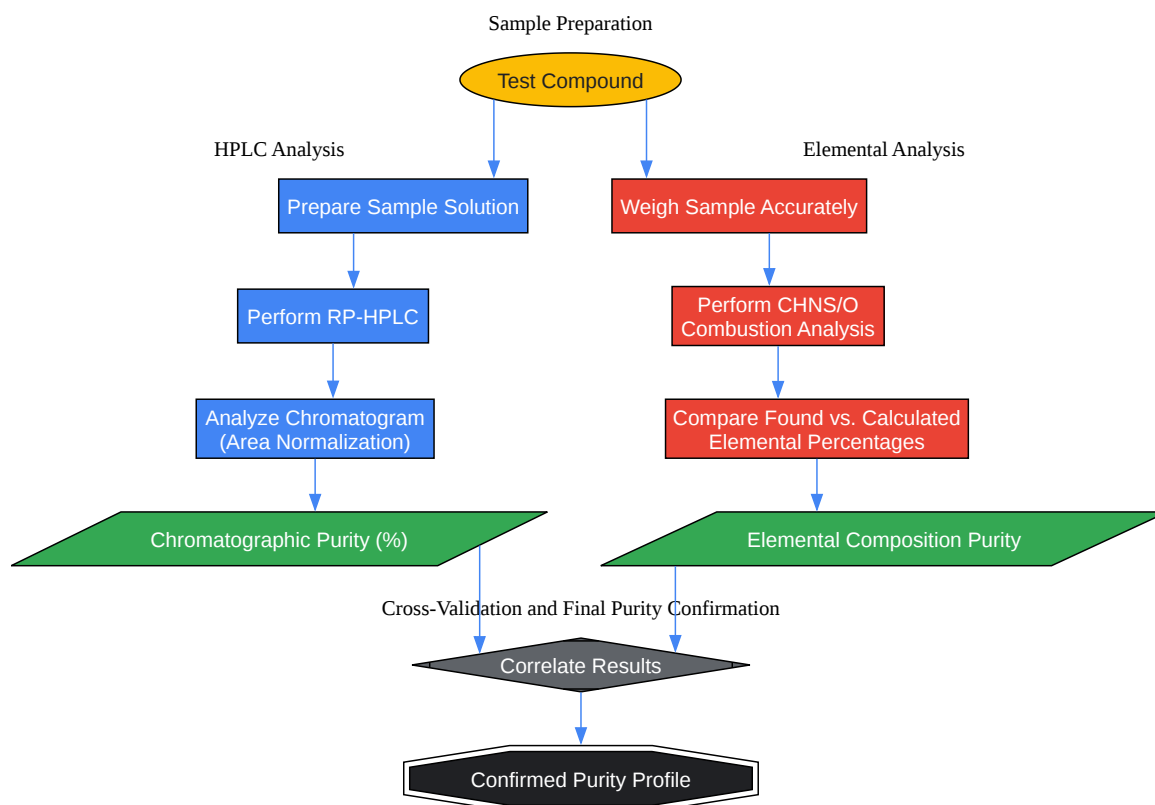 Sample Preparation
Test Compound
HPLC Analysis
Elemental Analysis
Prepare Sample Solution
Weigh Sample Accurately
Perform RP-HPLC
Perform CHNS/O
Combustion Analysis
Analyze Chromatogram
(Area Normalization)
Compare Found vs. Calculated
Elemental Percentages
Chromatographic Purity (%)
Elemental Composition Purity
Cross-Validation and Final Purity Confirmation
Correlate Results
Confirmed Purity Profile